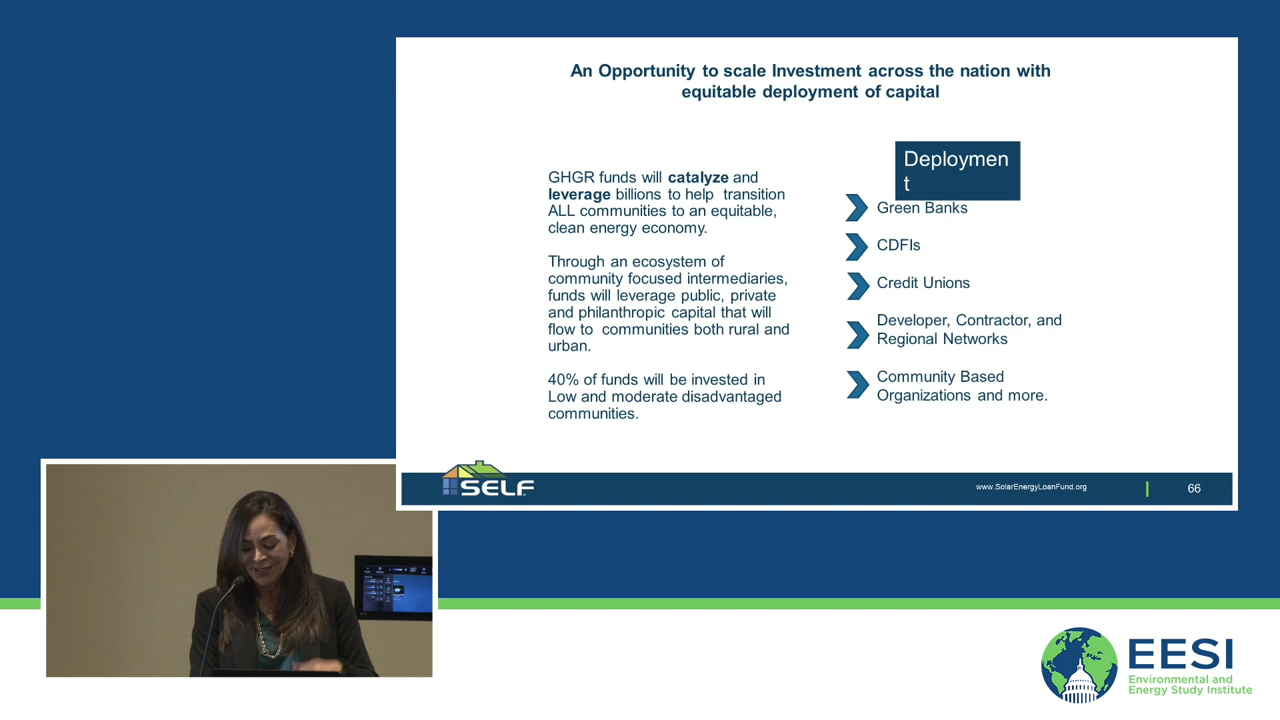 An Opportunity to scale Investment across the nation with
equitable deployment of capital
GHGR funds will catalyze and
leverage billions to help transition
ALL communities to an equitable,
clean energy economy.
Through an ecosystem of
community focused intermediaries,
funds will leverage public, private
and philanthropic capital that will
flow to communities both rural and
urban.
40% of funds will be invested in
Low and moderate disadvantaged
communities.
Deploymen
t
Green Banks
CDFIs
Credit Unions
Developer, Contractor, and
Regional Networks
Community Based
Organizations and more.
SELF
www.SolarEnergyLoanFund.org
66
EESI
Environmental and
Energy Study Institute